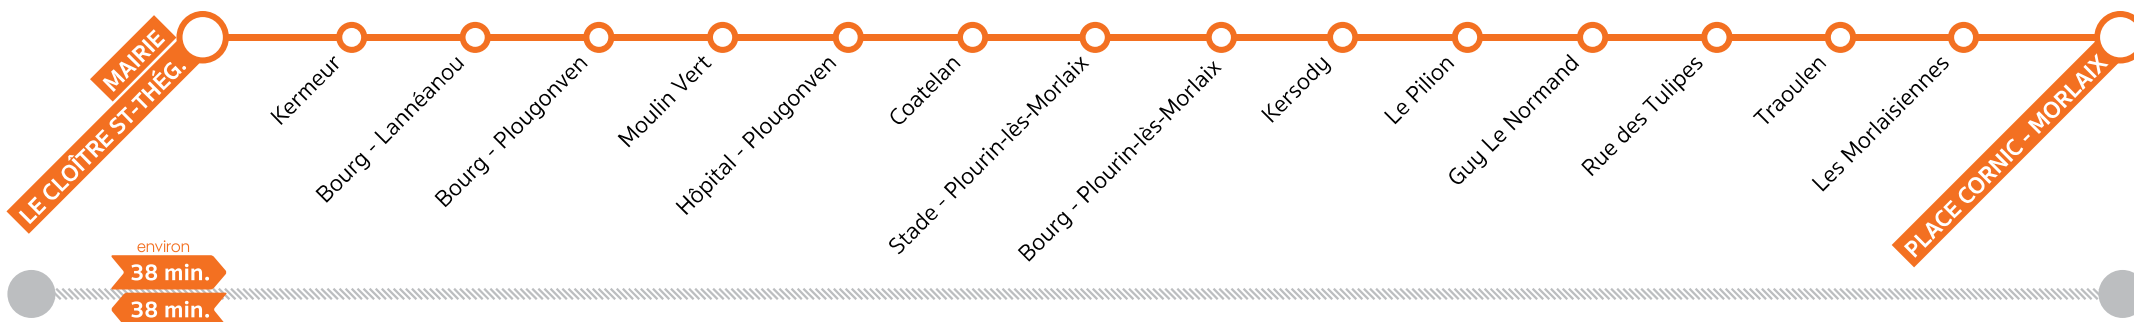 MAIRIE
LE CLOÎTRE ST-THÉG.
Kermeur
Bourg - Lannéanou
Bourg - Plougonven
Moulin Vert
Hôpital - Plougonven
Coatelan
Stade - Plourin-lès-Morlaix
Bourg - Plourin-lès-Morlaix
Kersody
Le Pilion
Guy Le Normand
Rue des Tulipes
Traoulen
Les Morlaisiennes
PLACE CORNIC - MORLAIX
environ
38 min.
38 min.